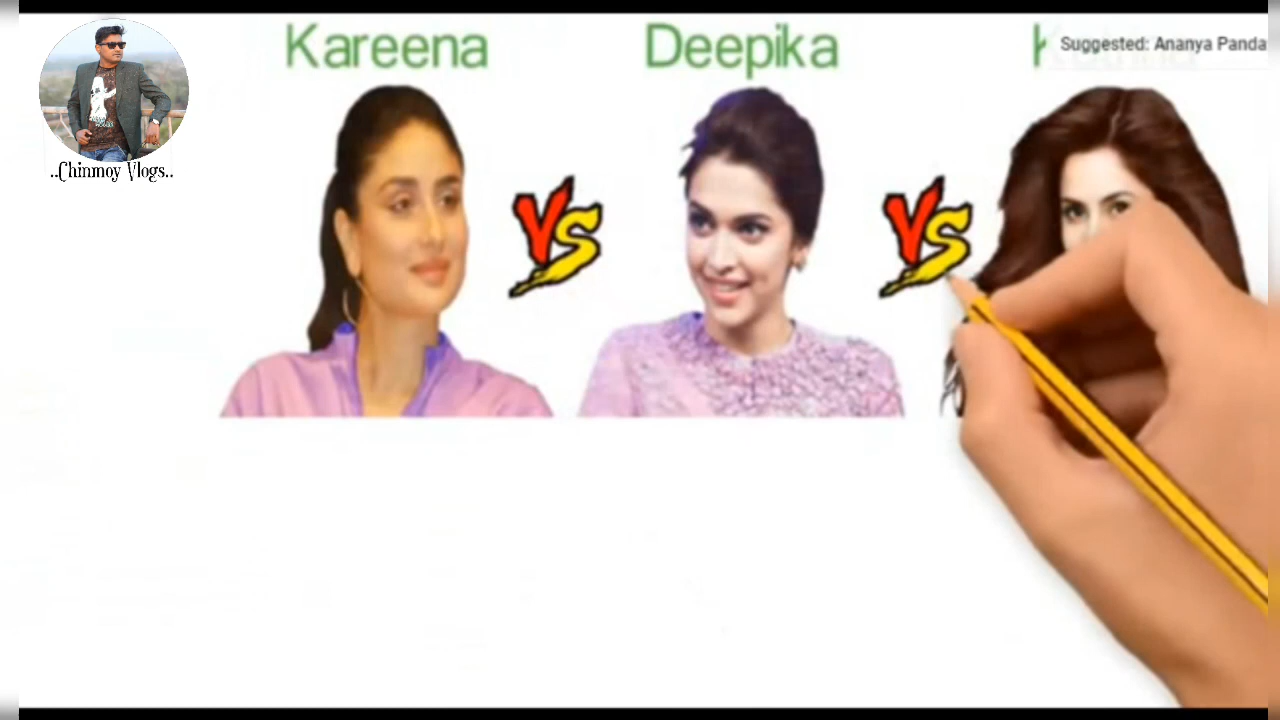 Kareena
Deepika
Suggested: Ananya Panda
VS
VS
..Chinmoy Vlogs..